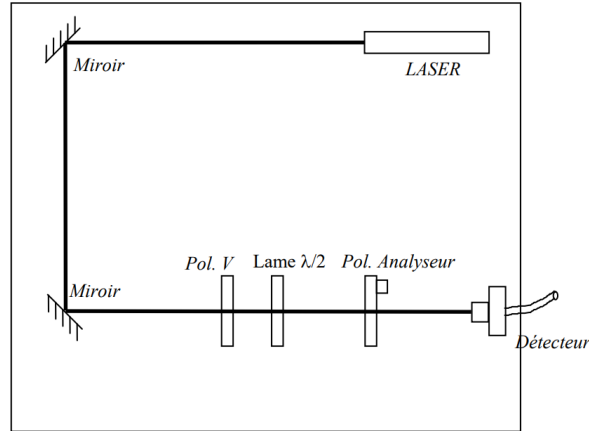 Miroir
LASER
Pol. V Lame λ/2 Pol. Analyseur
Miroir
Détecteur